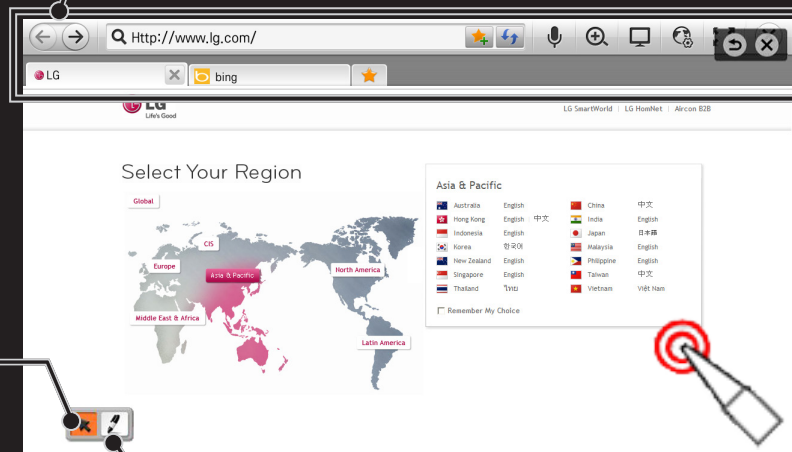 Http://www.lg.com/
LG
bing
LG
Life's Good
LG SmartWorld | LG HomNet | Aircon B2B
Select Your Region
Global
CIS
Europe
Asia & Pacific
North America
Middle East & Africa
Latin America
Asia & Pacific
Australia English
China 中文
Hong Kong English 中文
India English
Indonesia English
Japan 日本語
Korea 한국어
Malaysia English
New Zealand English
Philippine English
Singapore English
Taiwan 中文
Thailand ไทย
Vietnam Việt Nam
Remember My Choice